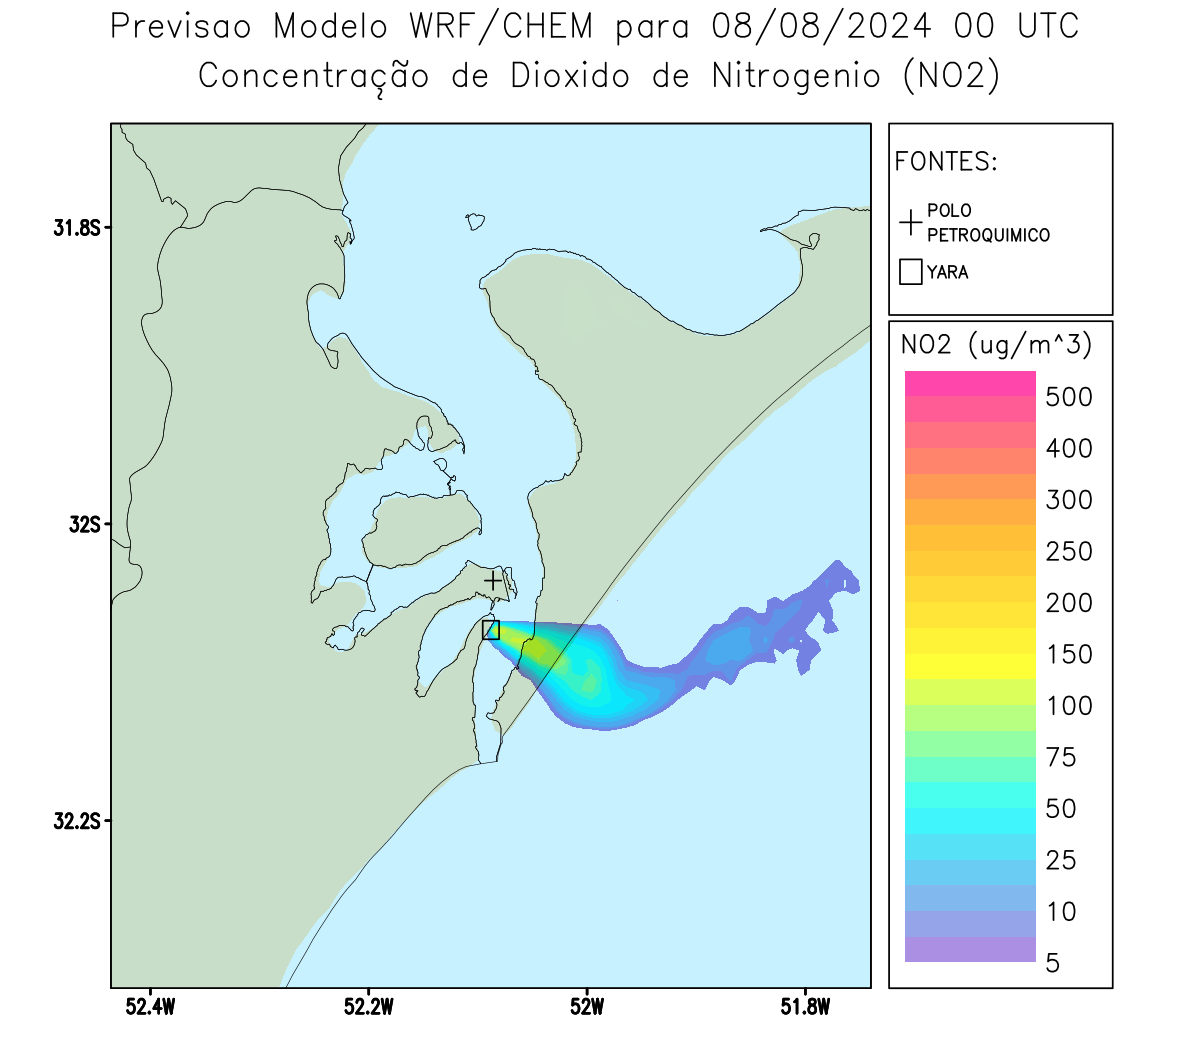 Previsao Modelo WRF/CHEM para 08/08/2024 00 UTC
Concentração de Dioxido de Nitrogenio (NO2)
FONTES:
POLO
PETROQUIMICO
YARA
NO2 (ug/m^3)
500
400
300
250
200
150
100
75
50
25
10
5
31.8S
32S
32.2S
52.4W
52.2W
52W
51.8W